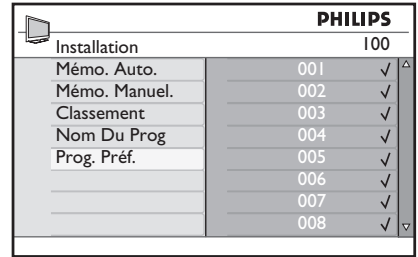 PHILIPS
Installation 100
Mémo. Auto. 001 √
Mémo. Manuel. 002 √
Classement 003 √
Nom Du Prog 004 √
Prog. Préf. 005 √
006 √
007 √
008 √